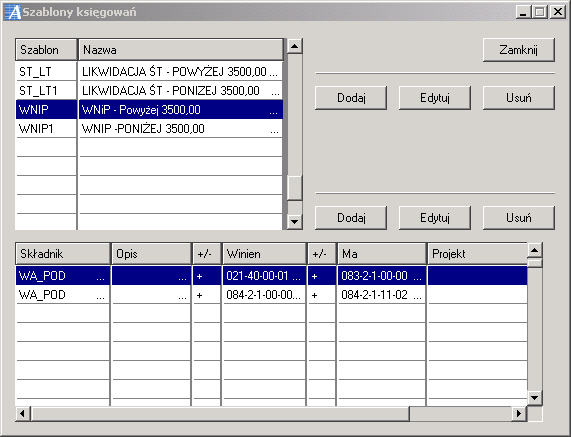 Szablony księgowań
Szablon Nazwa
ST_LT LIKWIDACJA ŚT - POWYŻEJ 3500,00 ...
ST_LT1 LIKWIDACJA ŚT - PONIZEJ 3500,00 ...
WNIP WNiP - Powyżej 3500,00 ...
WNIP1 WNIP -PONIŻEJ 3500,00 ...
Zamknij
Dodaj Edytuj Usuń
Dodaj Edytuj Usuń
Składnik Opis +/- Winien +/- Ma Projekt
WA_POD ... ... + 021-40-00-01 ... + 083-2-1-00-00 ...
WA_POD ... ... + 084-2-1-00-00... + 084-2-1-11-02 ...